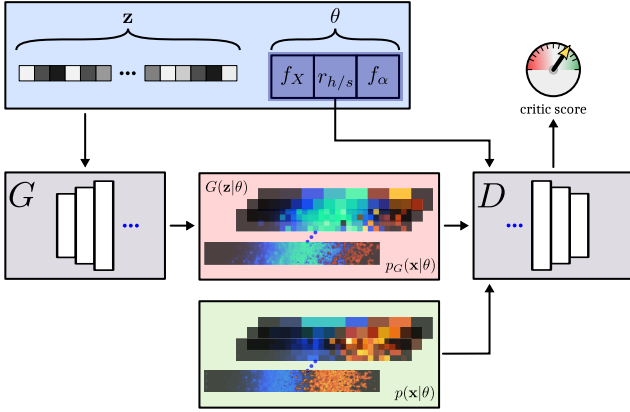 z
θ
...
f_X r_{h/s} f_α
critic score
G
G(z|θ)
D
...
...
p_G(x|θ)
p(x|θ)